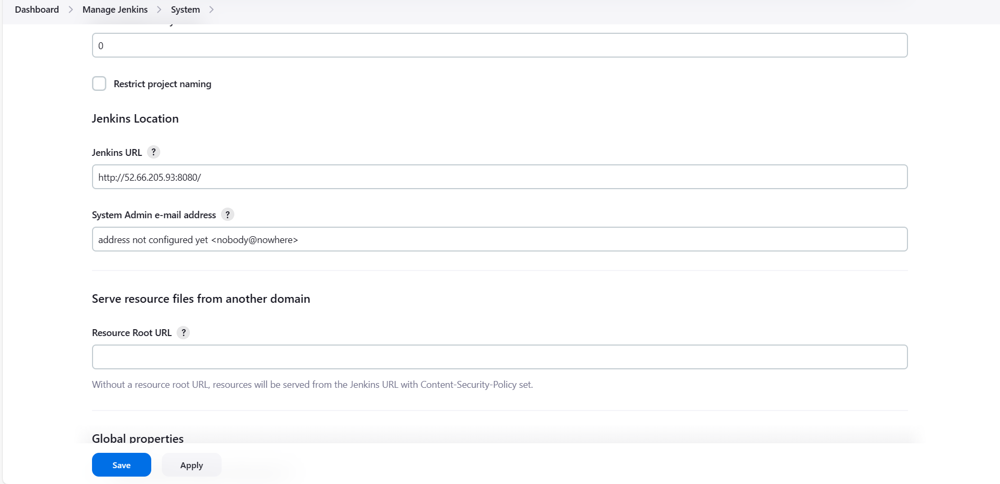 Dashboard > Manage Jenkins > System >
0
Restrict project naming
Jenkins Location
Jenkins URL ?
http://52.66.205.93:8080/
System Admin e-mail address ?
address not configured yet <nobody@nowhere>
Serve resource files from another domain
Resource Root URL ?
Without a resource root URL, resources will be served from the Jenkins URL with Content-Security-Policy set.
Global properties
Save Apply